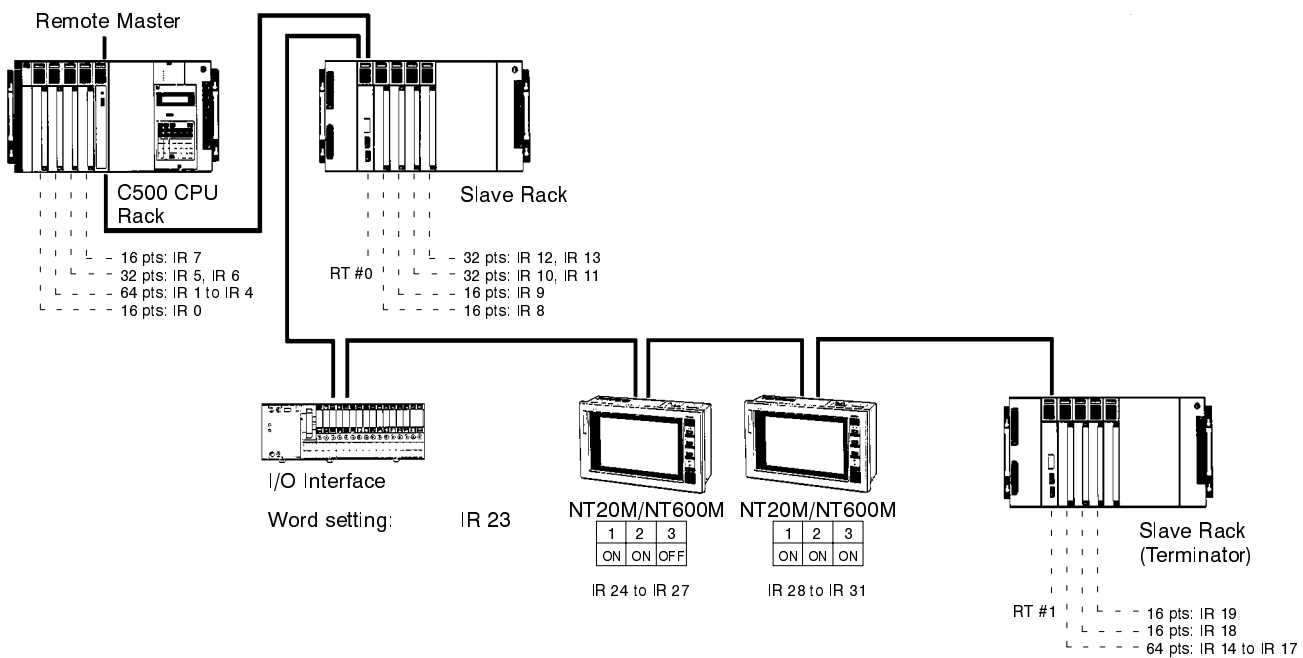 Remote Master
C500 CPU
Rack
16 pts: IR 7
32 pts: IR 5, IR 6
64 pts: IR 1 to IR 4
16 pts: IR 0
Slave Rack
RT #0
32 pts: IR 12, IR 13
32 pts: IR 10, IR 11
16 pts: IR 9
16 pts: IR 8
I/O Interface
Word setting: IR 23
NT20M/NT600M
1 2 3
ON ON OFF
IR 24 to IR 27
NT20M/NT600M
1 2 3
ON ON ON
IR 28 to IR 31
Slave Rack
(Terminator)
RT #1
16 pts: IR 19
16 pts: IR 18
64 pts: IR 14 to IR 17